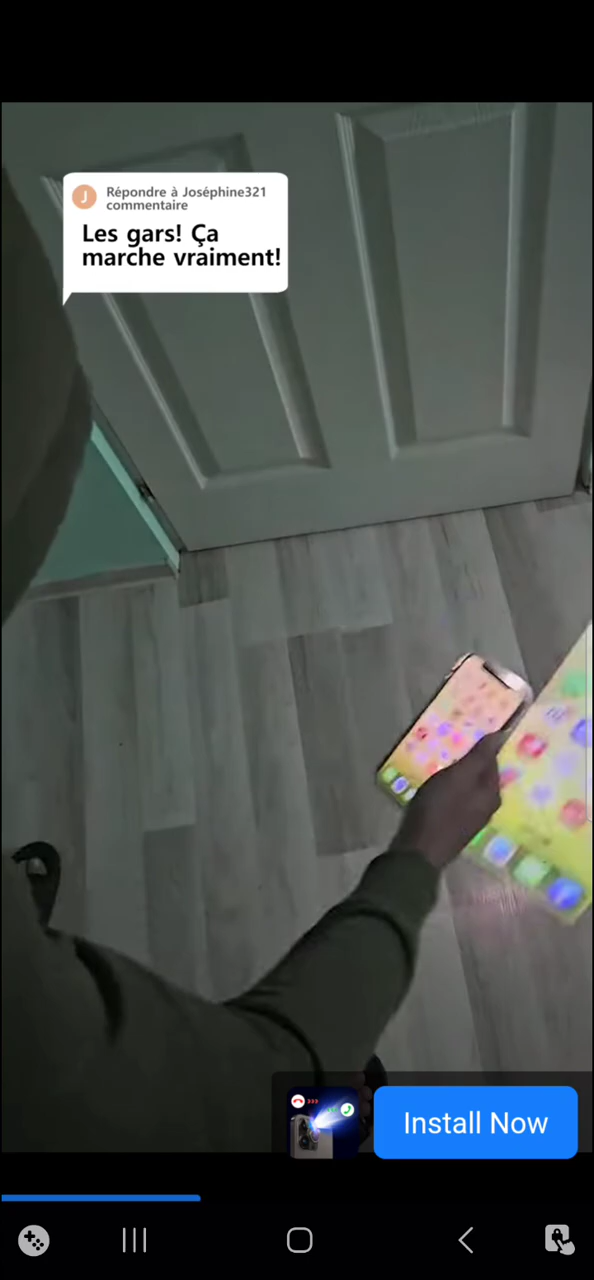 Répondre à Joséphine321
commentaire
Les gars! Ça
marche vraiment!
Install Now